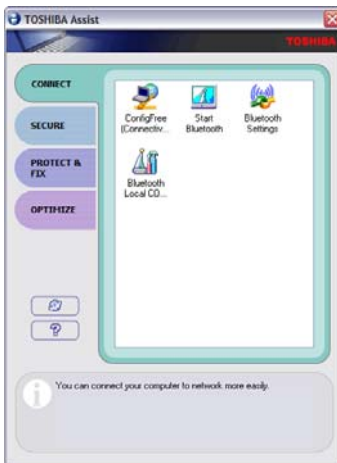 TOSHIBA Assist
TOSHIBA
CONNECT
SECURE
PROTECT &
FIX
OPTIMIZE
ConfigFree
(Connectiv...
Start
Bluetooth
Bluetooth
Settings
Bluetooth
Local CO...
?
i
You can connect your computer to network more easily.